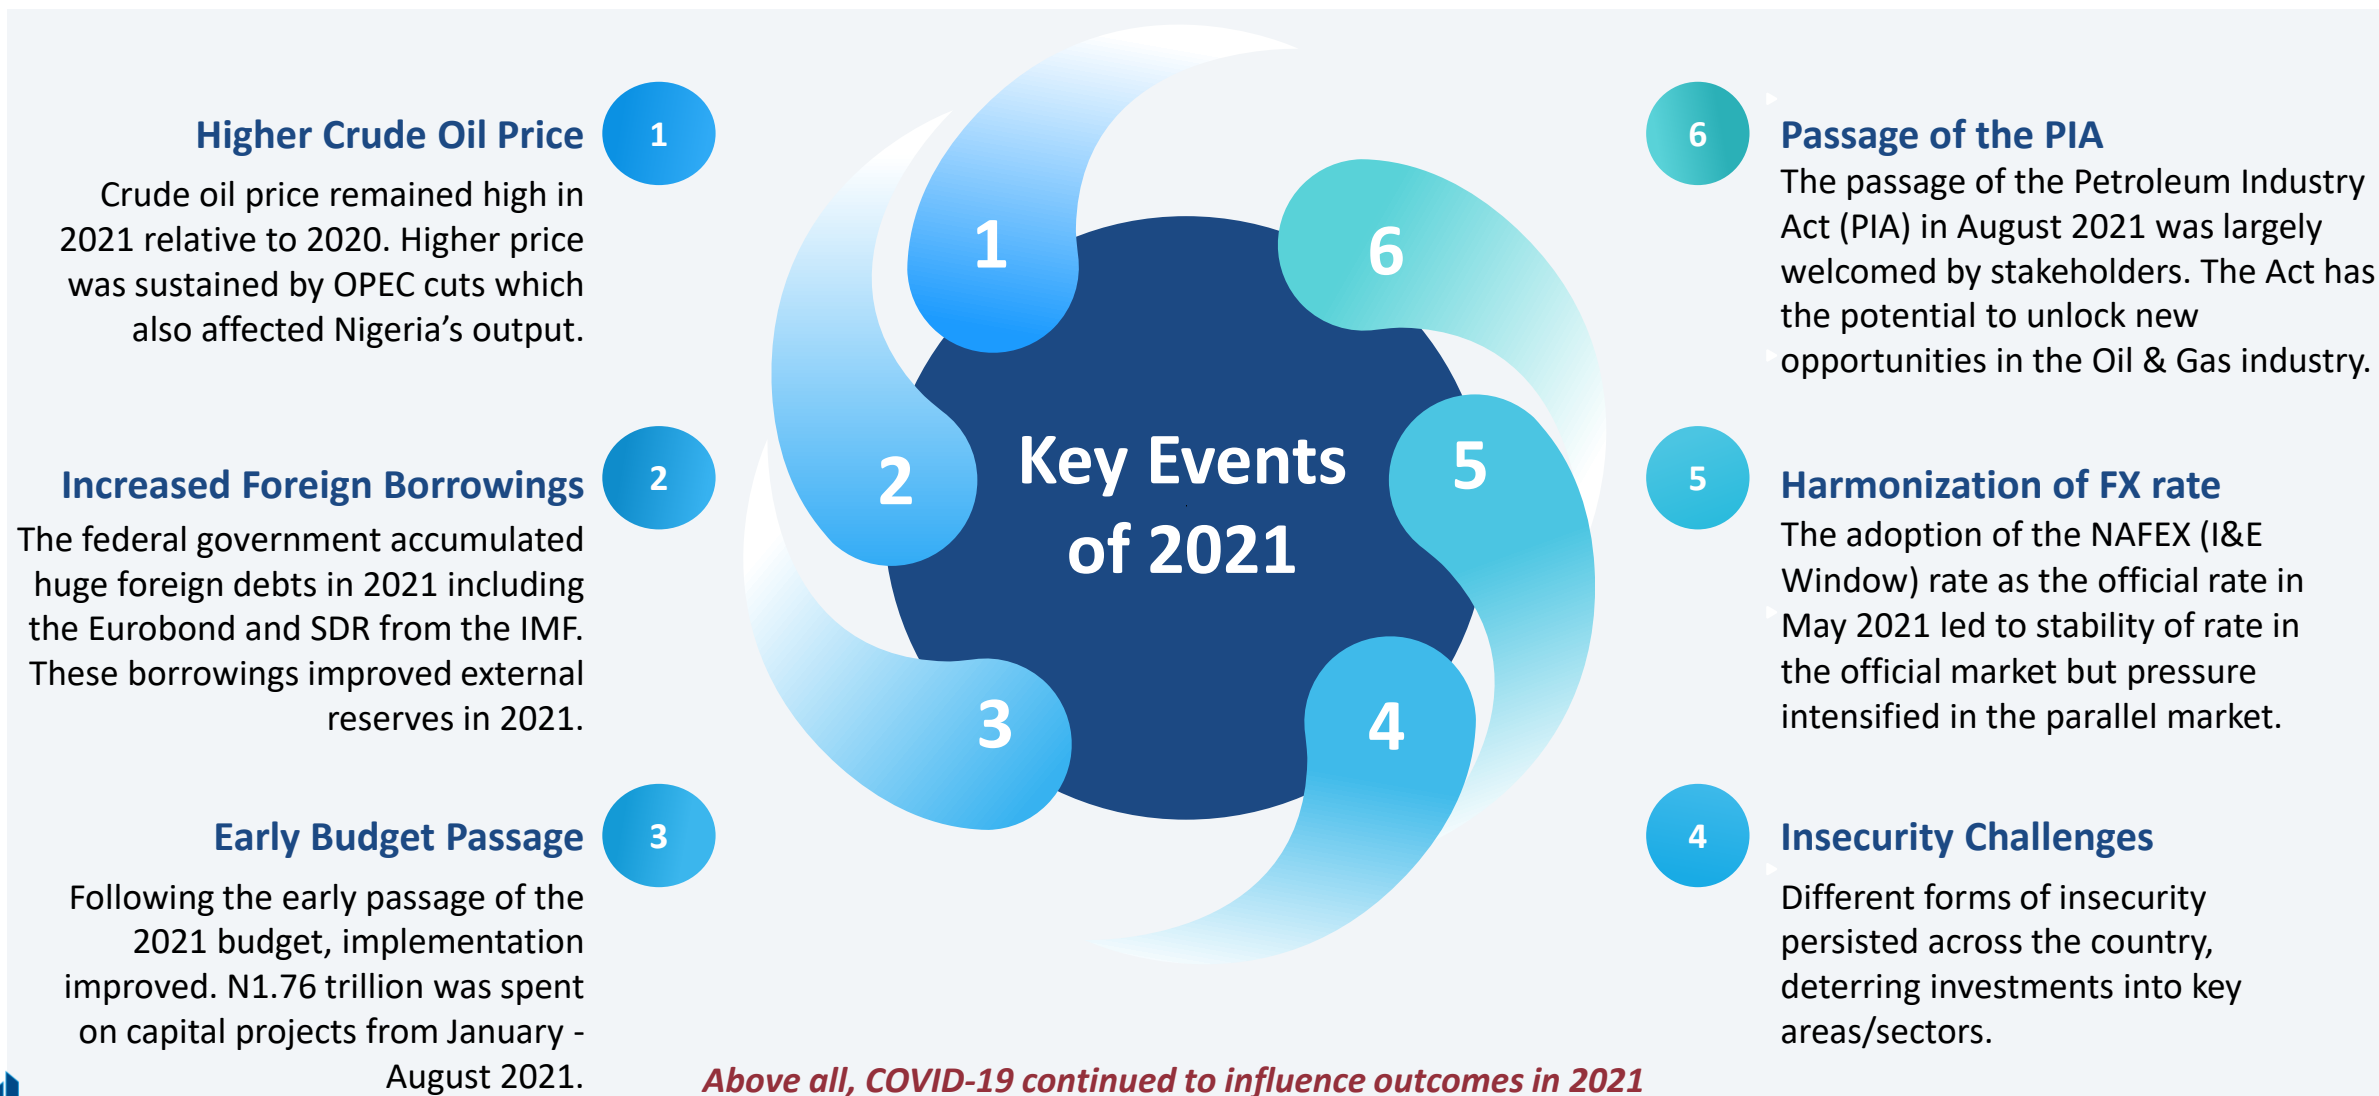 Higher Crude Oil Price
1
Crude oil price remained high in
2021 relative to 2020. Higher price
was sustained by OPEC cuts which
also affected Nigeria’s output.
Increased Foreign Borrowings
2
The federal government accumulated
huge foreign debts in 2021 including
the Eurobond and SDR from the IMF.
These borrowings improved external
reserves in 2021.
Early Budget Passage
3
Following the early passage of the
2021 budget, implementation
improved. N1.76 trillion was spent
on capital projects from January -
August 2021.
1
2
3
4
5
6
Key Events
of 2021
6
Passage of the PIA
The passage of the Petroleum Industry
Act (PIA) in August 2021 was largely
welcomed by stakeholders. The Act has
the potential to unlock new
opportunities in the Oil & Gas industry.
5
Harmonization of FX rate
The adoption of the NAFEX (I&E
Window) rate as the official rate in
May 2021 led to stability of rate in
the official market but pressure
intensified in the parallel market.
4
Insecurity Challenges
Different forms of insecurity
persisted across the country,
deterring investments into key
areas/sectors.
Above all, COVID-19 continued to influence outcomes in 2021